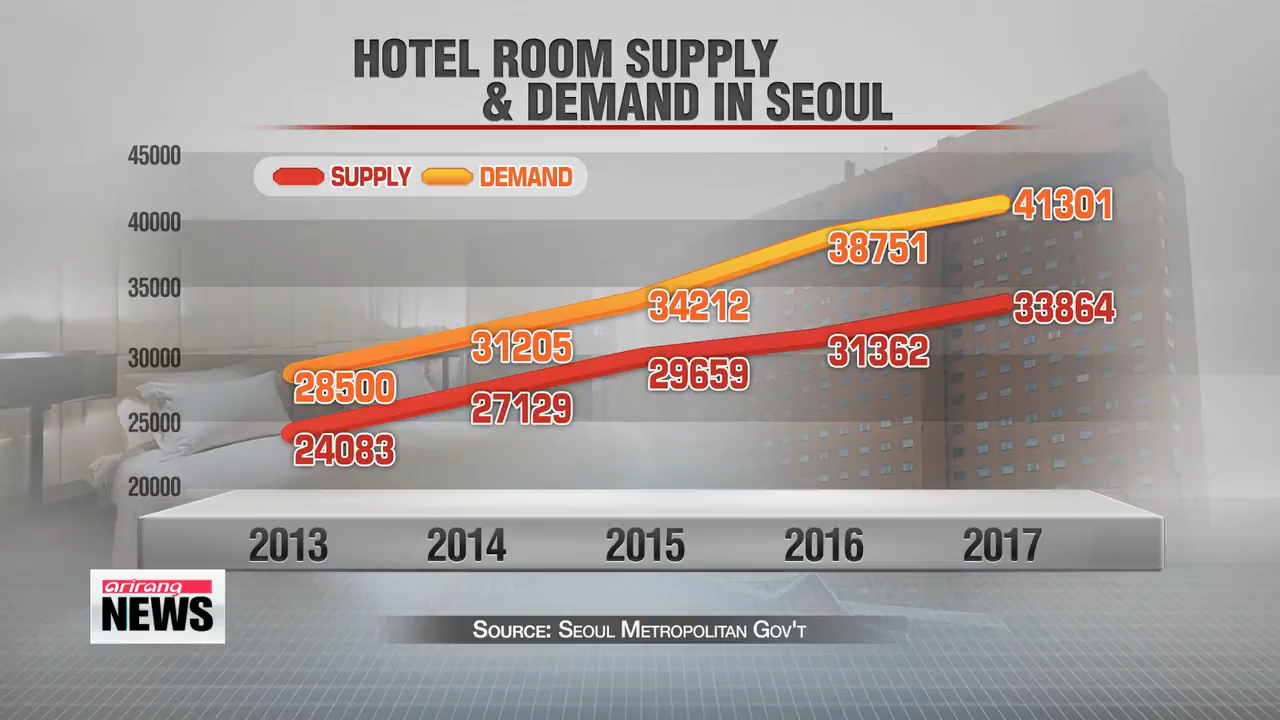 HOTEL ROOM SUPPLY
& DEMAND IN SEOUL
45000
SUPPLY DEMAND
40000
41301
38751
35000
34212
33864
31205
31362
30000
29659
28500
27129
25000
24083
20000
2013 2014 2015 2016 2017
arirang
NEWS
SOURCE: SEOUL METROPOLITAN GOV'T